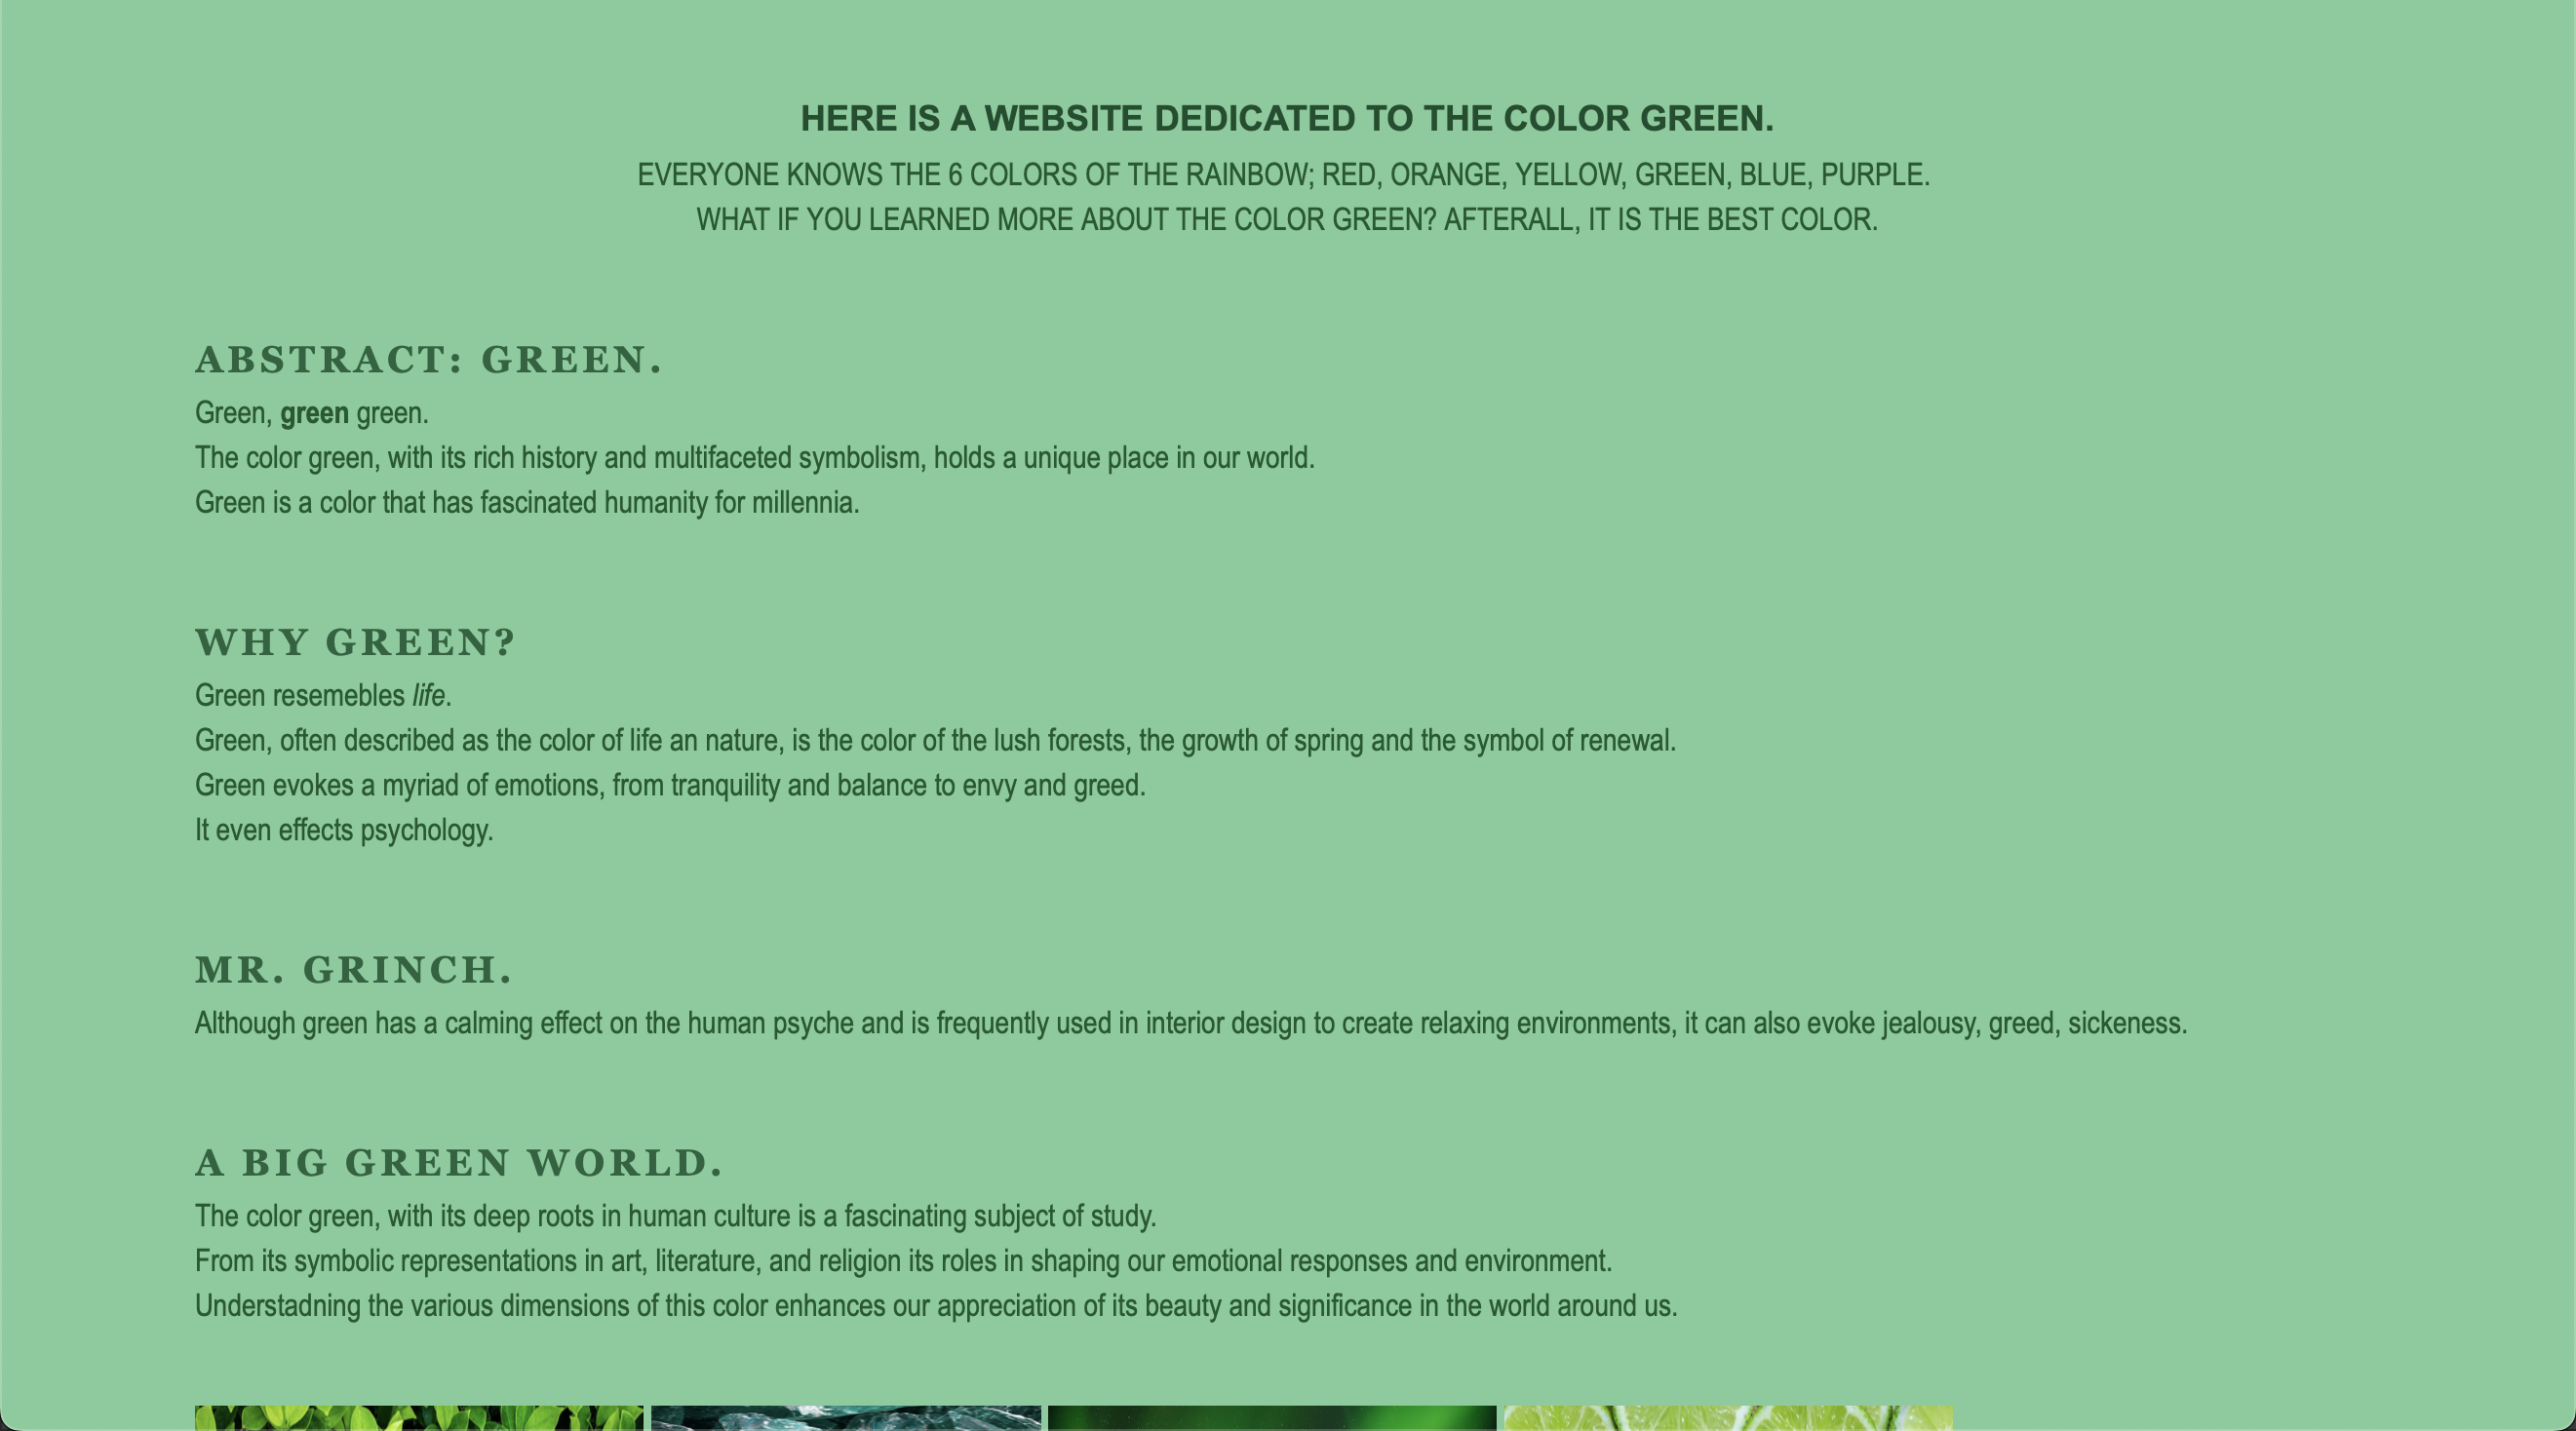 HERE IS A WEBSITE DEDICATED TO THE COLOR GREEN.
EVERYONE KNOWS THE 6 COLORS OF THE RAINBOW; RED, ORANGE, YELLOW, GREEN, BLUE, PURPLE.
WHAT IF YOU LEARNED MORE ABOUT THE COLOR GREEN? AFTERALL, IT IS THE BEST COLOR.
ABSTRACT: GREEN.
Green, green green.
The color green, with its rich history and multifaceted symbolism, holds a unique place in our world.
Green is a color that has fascinated humanity for millennia.
WHY GREEN?
Green resemebles life.
Green, often described as the color of life an nature, is the color of the lush forests, the growth of spring and the symbol of renewal.
Green evokes a myriad of emotions, from tranquility and balance to envy and greed.
It even effects psychology.
MR. GRINCH.
Although green has a calming effect on the human psyche and is frequently used in interior design to create relaxing environments, it can also evoke jealousy, greed, sickeness.
A BIG GREEN WORLD.
The color green, with its deep roots in human culture is a fascinating subject of study.
From its symbolic representations in art, literature, and religion its roles in shaping our emotional responses and environment.
Understadning the various dimensions of this color enhances our appreciation of its beauty and significance in the world around us.